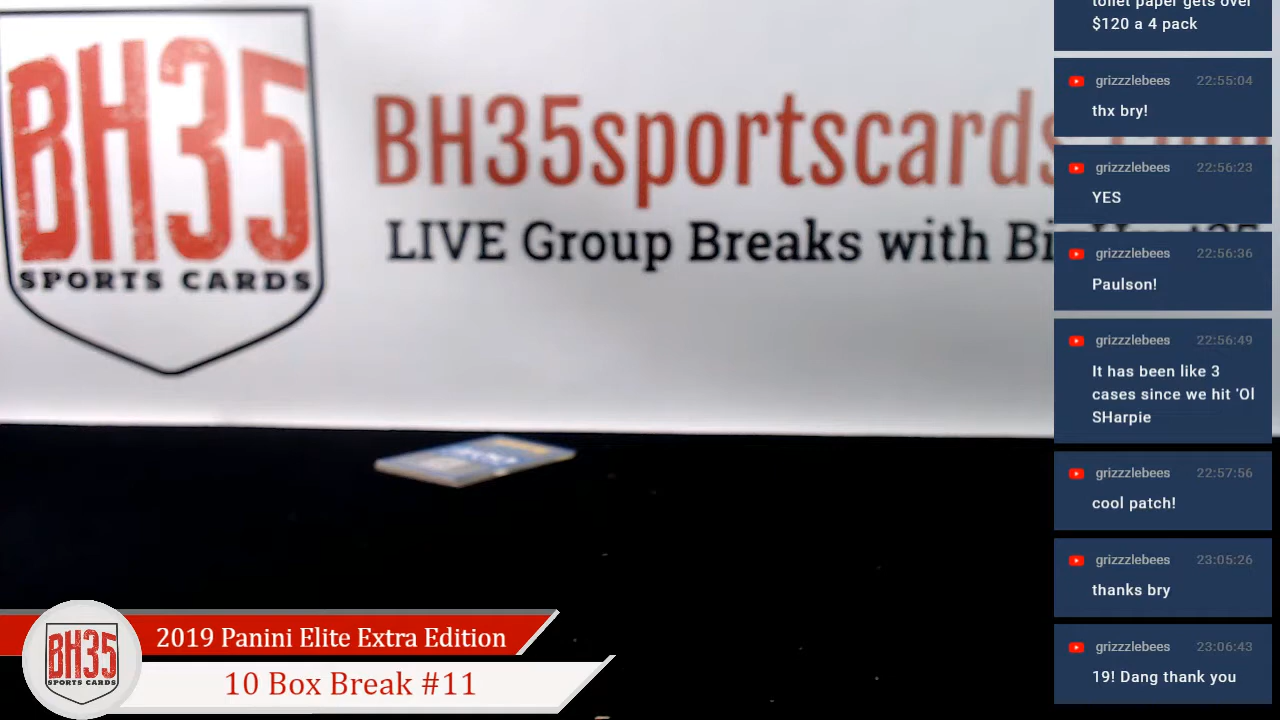 BH35
SPORTS CARDS
BH35sportscards
LIVE Group Breaks with
toilet paper gets over
$120 a 4 pack
grizzzlebees 22:55:04
thx bry!
grizzzlebees 22:56:23
YES
grizzzlebees 22:56:36
Paulson!
grizzzlebees 22:56:49
It has been like 3
cases since we hit 'Ol
SHarpie
grizzzlebees 22:57:56
cool patch!
grizzzlebees 23:05:26
thanks bry
grizzzlebees 23:06:43
19! Dang thank you
BH35
SPORTS CARDS
2019 Panini Elite Extra Edition
10 Box Break #11